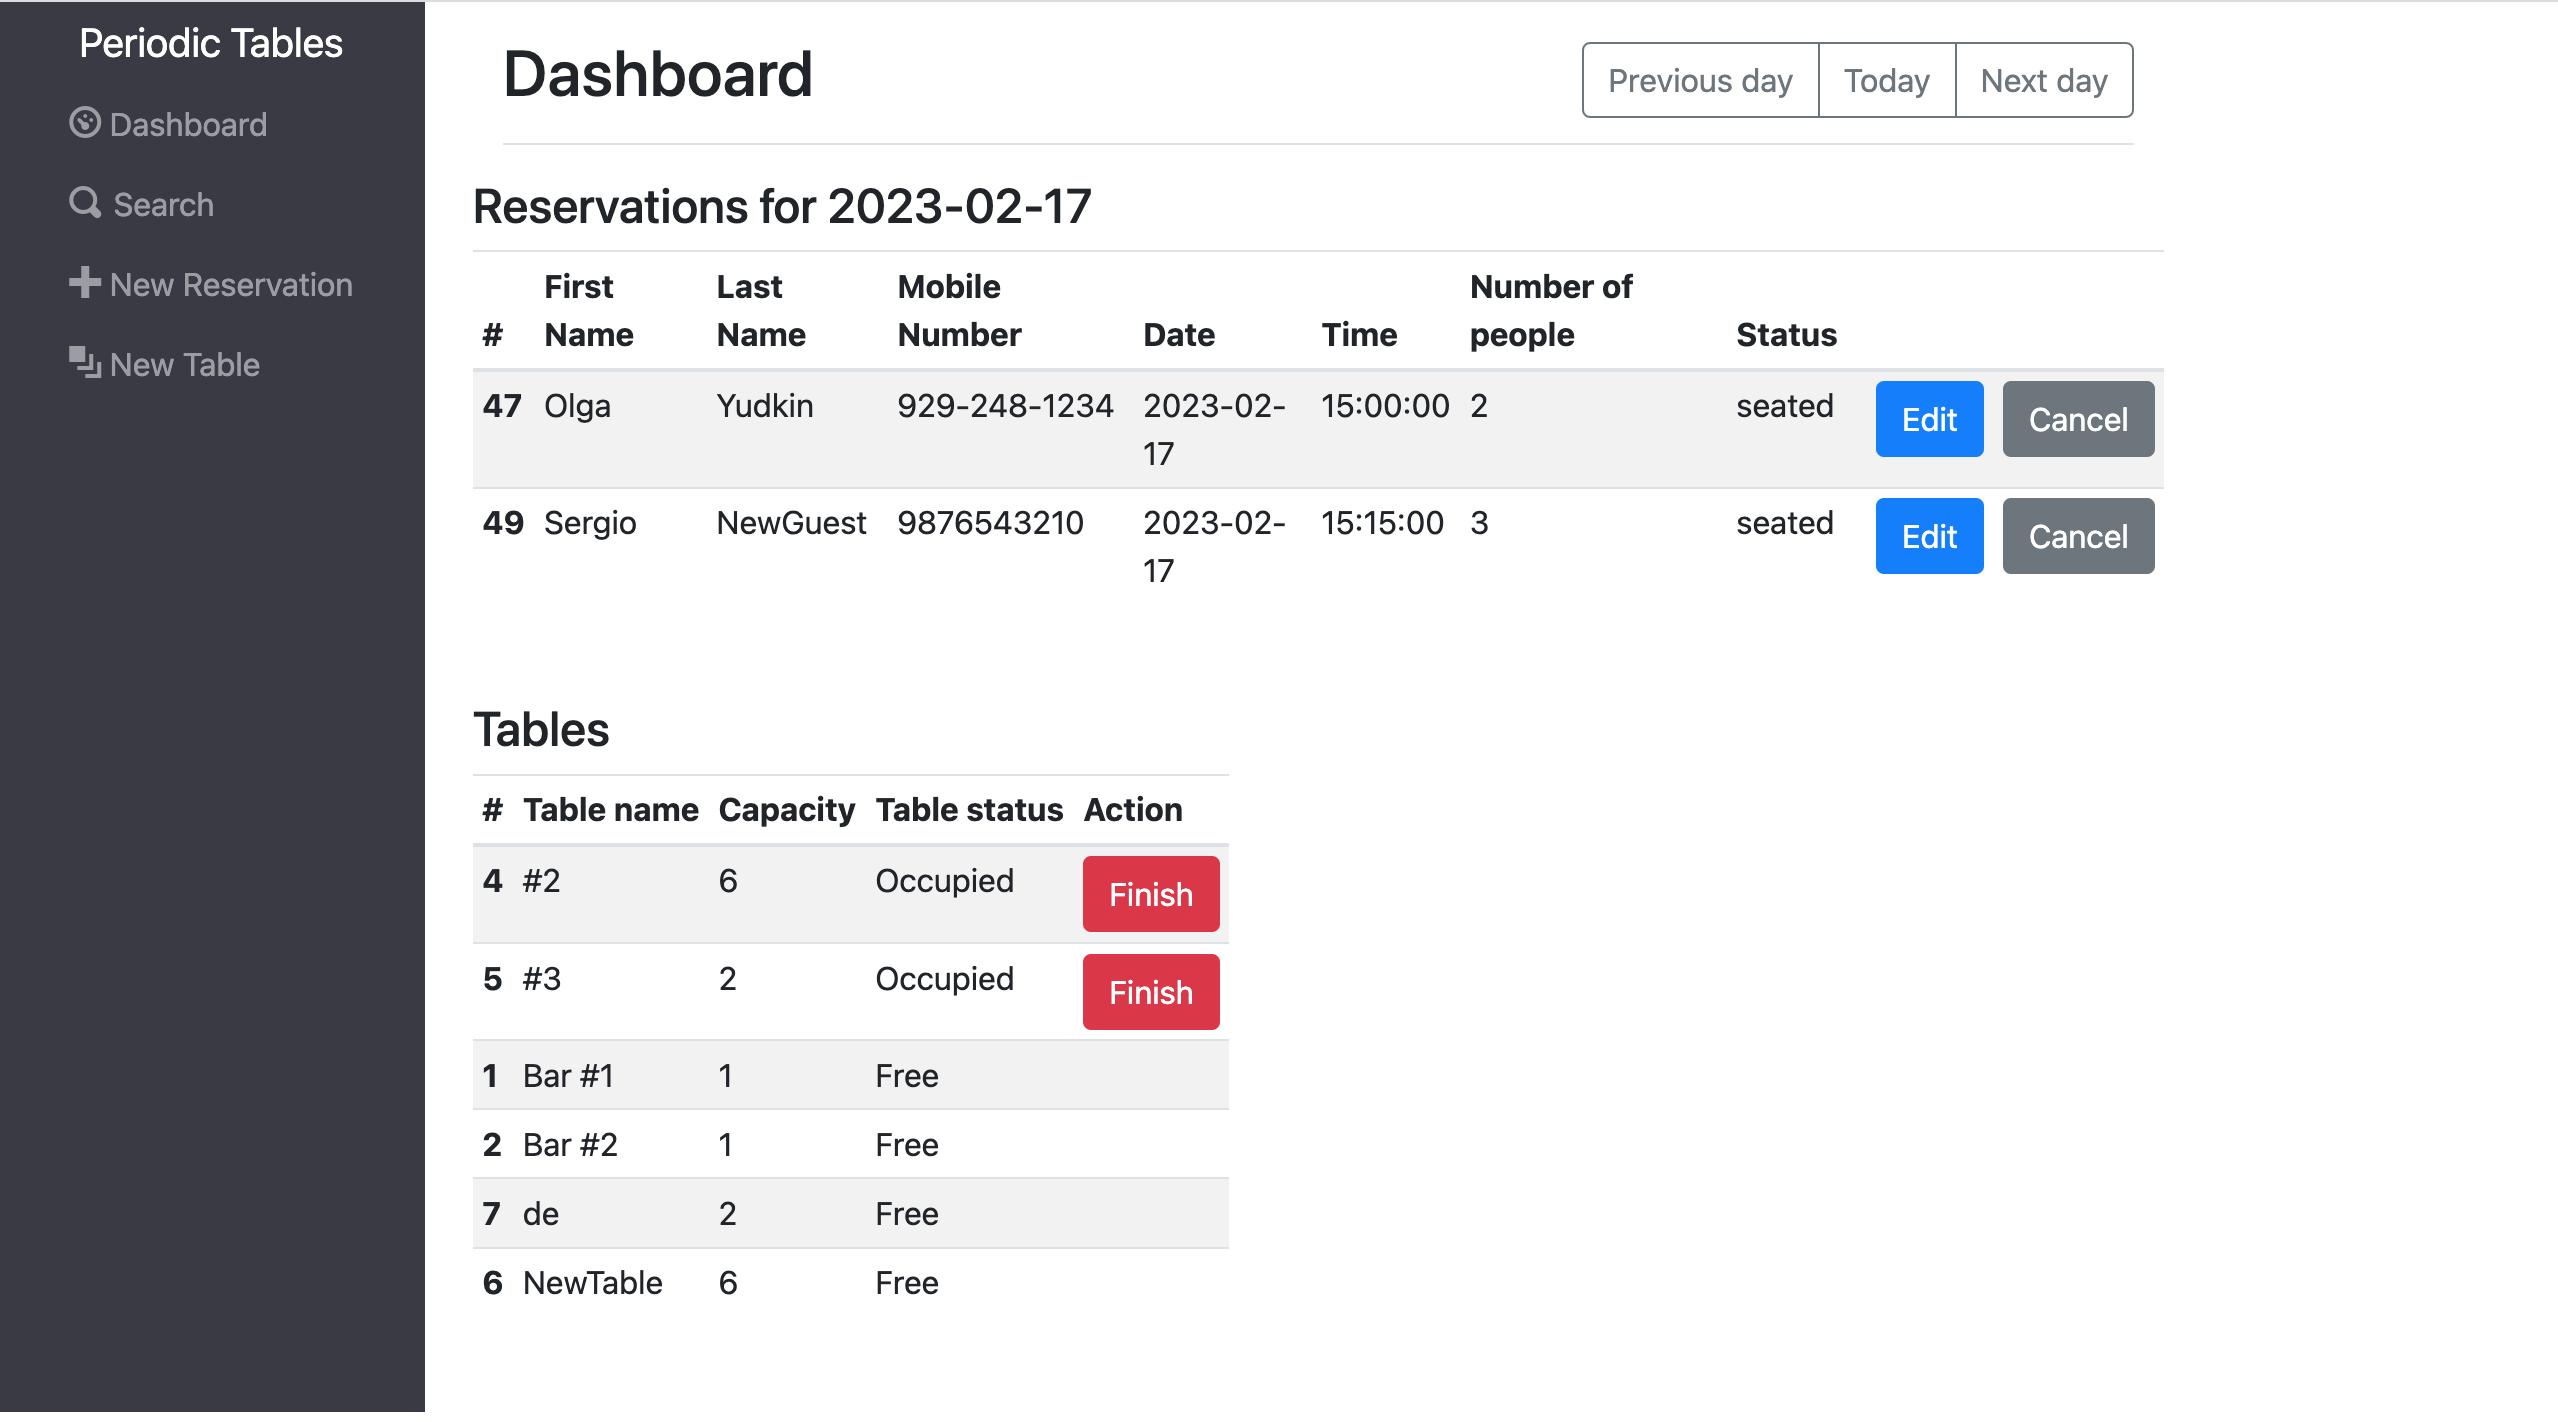 Periodic Tables
Dashboard
Search
New Reservation
New Table
Dashboard
Previous day Today Next day
Reservations for 2023-02-17
# First Name Last Name Mobile Number Date Time Number of people Status
47 Olga Yudkin 929-248-1234 2023-02-17 15:00:00 2 seated Edit Cancel
49 Sergio NewGuest 9876543210 2023-02-17 15:15:00 3 seated Edit Cancel
Tables
# Table name Capacity Table status Action
4 #2 6 Occupied Finish
5 #3 2 Occupied Finish
1 Bar #1 1 Free
2 Bar #2 1 Free
7 de 2 Free
6 NewTable 6 Free